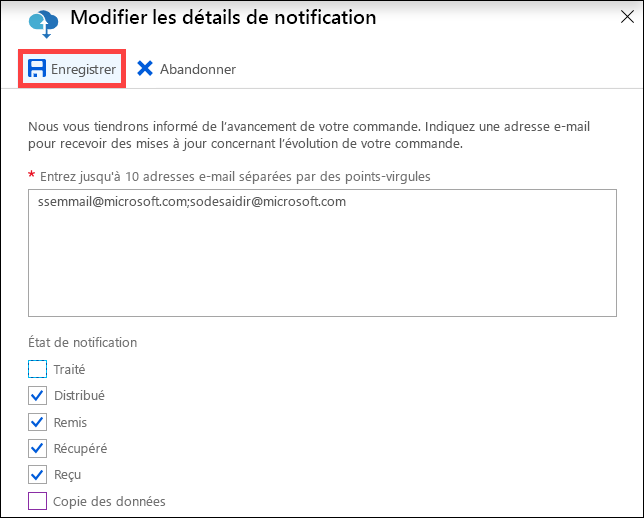 Modifier les détails de notification
Enregistrer
Abandonner
Nous vous tiendrons informé de l'avancement de votre commande. Indiquez une adresse e-mail
pour recevoir des mises à jour concernant l'évolution de votre commande.
* Entrez jusqu'à 10 adresses e-mail séparées par des points-virgules
ssemmail@microsoft.com;sodesaidir@microsoft.com
État de notification
Traité
Distribué
Remis
Récupéré
Reçu
Copie des données